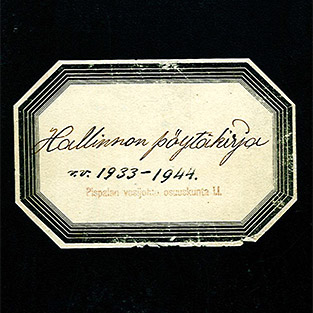 Hallinnon pöytäkirja
v.v. 1933-1944.
Pispalan vesijohto osuuskunta i.l.